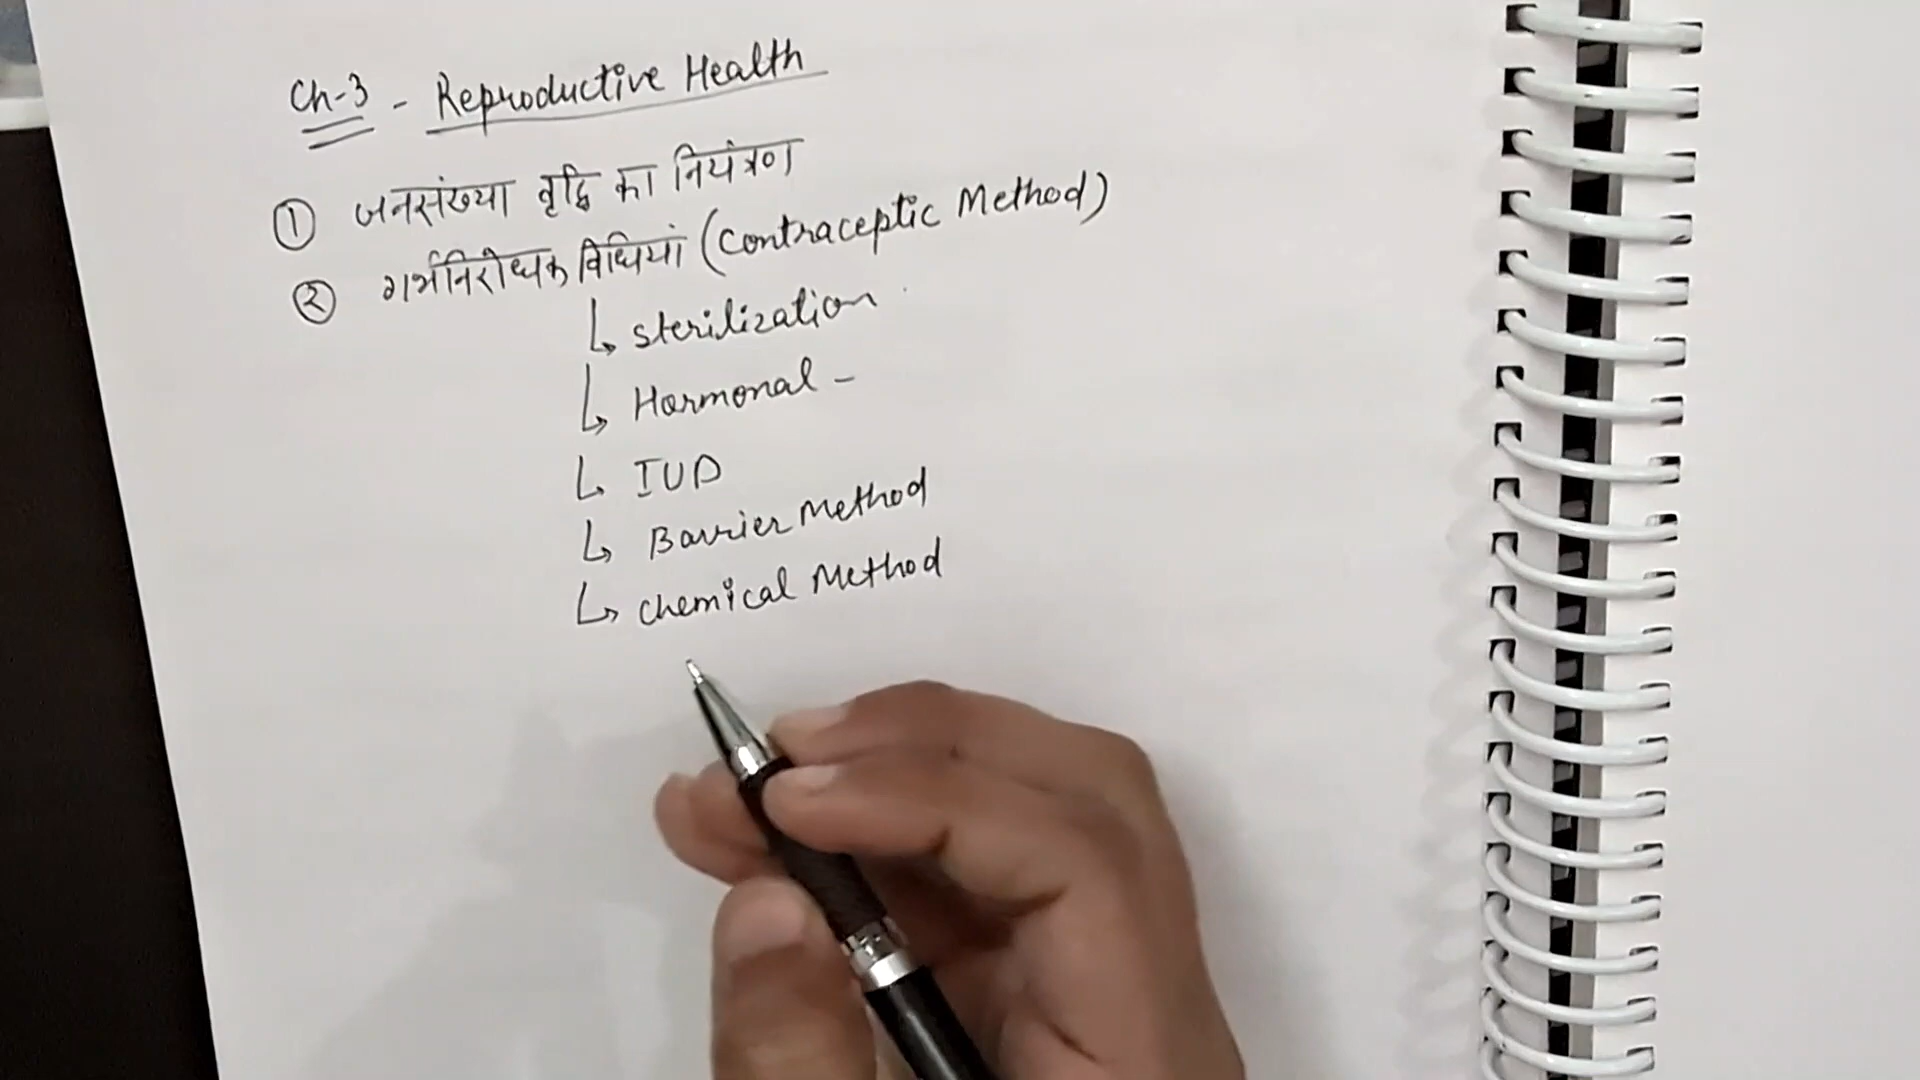 Ch-3 - Reproductive Health
① जनसंख्या वृद्धि का नियंत्रण
② गर्भनिरोधक विधियां (Contraceptic Method)
↳ sterilization
↳ Hormonal -
↳ IUD
↳ Barrier Method
↳ chemical Method